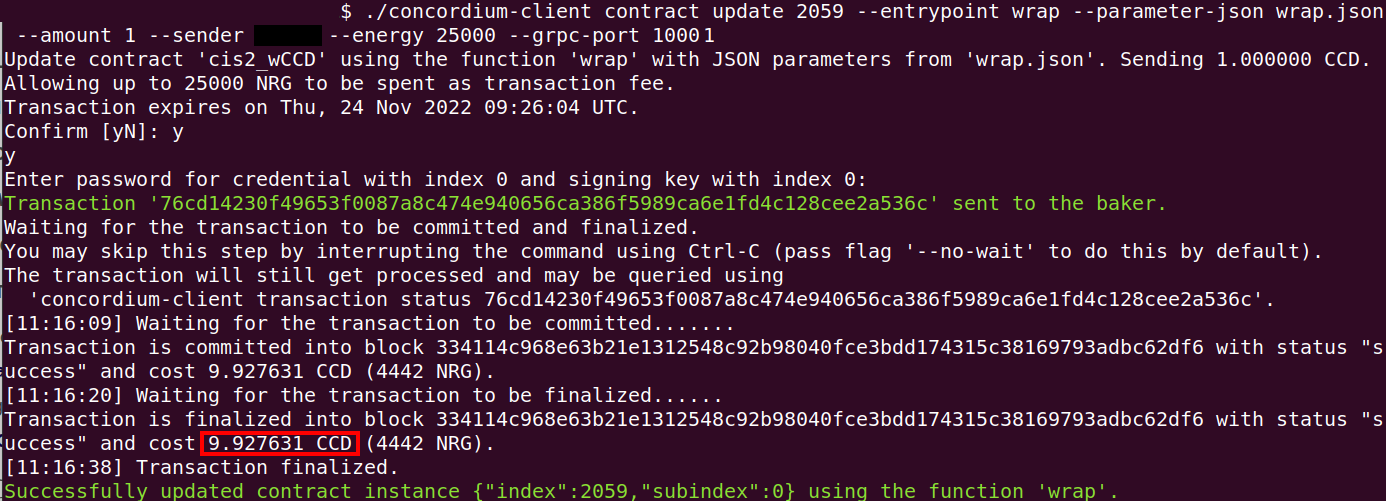 $ ./concordium-client contract update 2059 --entrypoint wrap --parameter-json wrap.json
--amount 1 --sender --energy 25000 --grpc-port 10001
Update contract 'cis2_wCCD' using the function 'wrap' with JSON parameters from 'wrap.json'. Sending 1.000000 CCD.
Allowing up to 25000 NRG to be spent as transaction fee.
Transaction expires on Thu, 24 Nov 2022 09:26:04 UTC.
Confirm [yN]: y
y
Enter password for credential with index 0 and signing key with index 0:
Transaction '76cd14230f49653f0087a8c474e940656ca386f5989ca6e1fd4c128cee2a536c' sent to the baker.
Waiting for the transaction to be committed and finalized.
You may skip this step by interrupting the command using Ctrl-C (pass flag '--no-wait' to do this by default).
The transaction will still get processed and may be queried using
'concordium-client transaction status 76cd14230f49653f0087a8c474e940656ca386f5989ca6e1fd4c128cee2a536c'.
[11:16:09] Waiting for the transaction to be committed.......
Transaction is committed into block 334114c968e63b21e1312548c92b98040fce3bdd174315c38169793adbc62df6 with status "s
uccess" and cost 9.927631 CCD (4442 NRG).
[11:16:20] Waiting for the transaction to be finalized......
Transaction is finalized into block 334114c968e63b21e1312548c92b98040fce3bdd174315c38169793adbc62df6 with status "s
uccess" and cost 9.927631 CCD (4442 NRG).
[11:16:38] Transaction finalized.
Successfully updated contract instance {"index":2059,"subindex":0} using the function 'wrap'.